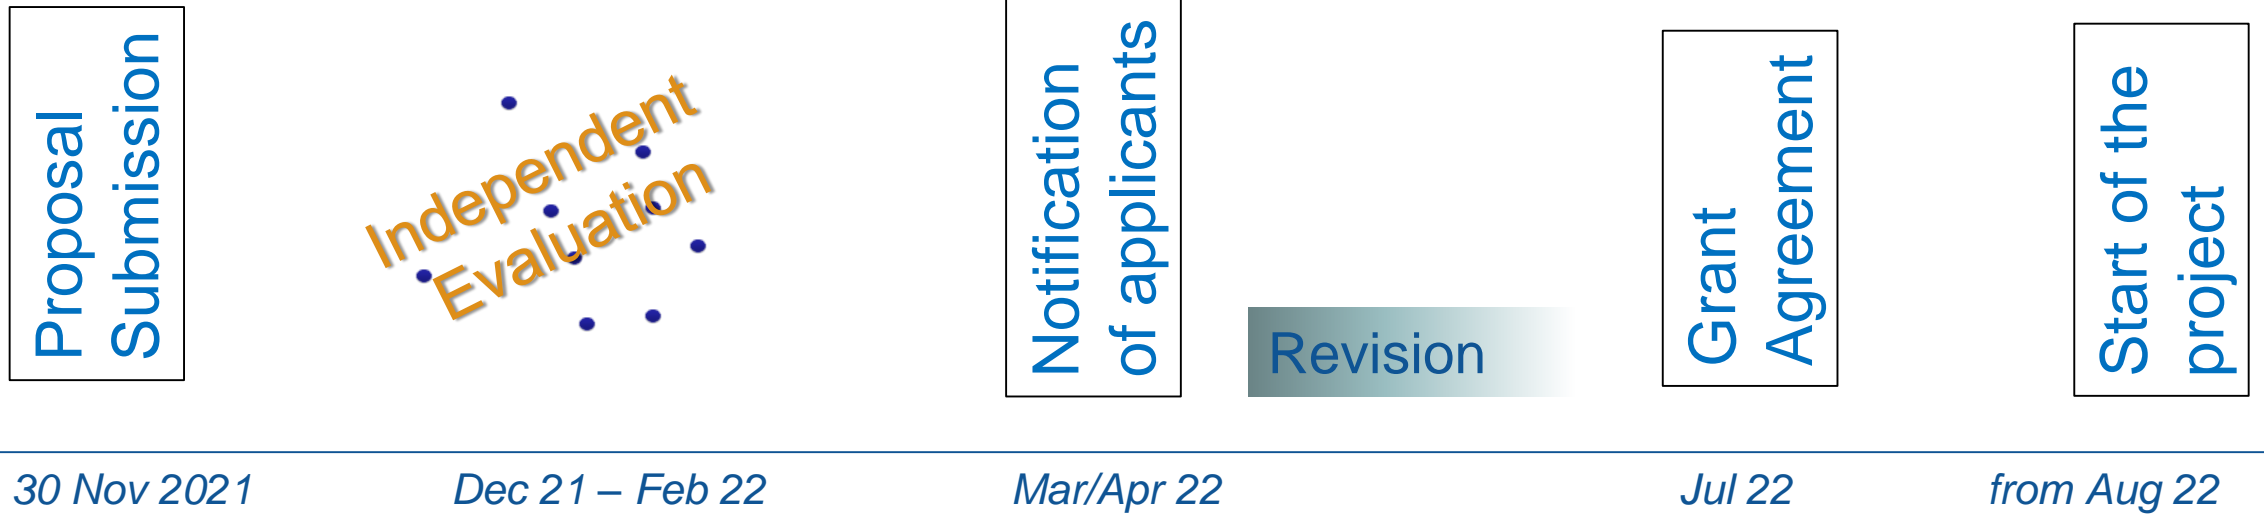 Proposal
Submission
Independent
Evaluation
Notification
of applicants
Revision
Grant
Agreement
Start of the
project
30 Nov 2021
Dec 21 – Feb 22
Mar/Apr 22
Jul 22
from Aug 22